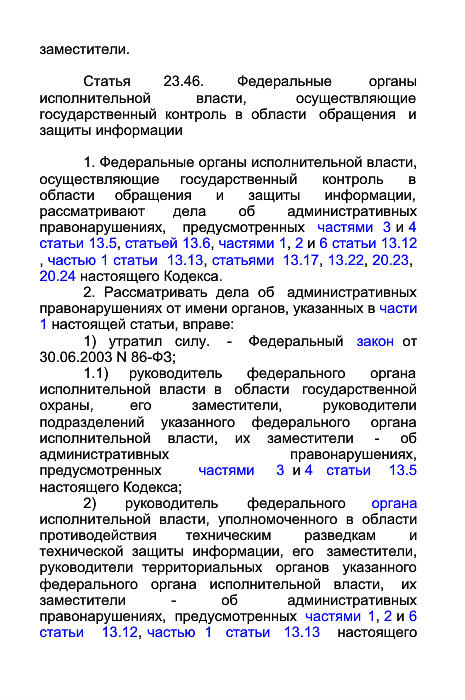 заместители.
Статья 23.46. Федеральные органы
исполнительной власти, осуществляющие
государственный контроль в области обращения и
защиты информации
1. Федеральные органы исполнительной власти,
осуществляющие государственный контроль в
области обращения и защиты информации,
рассматривают дела об административных
правонарушениях, предусмотренных частями 3 и 4
статьи 13.5, статьей 13.6, частями 1, 2 и 6 статьи 13.12
, частью 1 статьи 13.13, статьями 13.17, 13.22, 20.23,
20.24 настоящего Кодекса.
2. Рассматривать дела об административных
правонарушениях от имени органов, указанных в части
1 настоящей статьи, вправе:
1) утратил силу. - Федеральный закон от
30.06.2003 N 86-ФЗ;
1.1) руководитель федерального органа
исполнительной власти в области государственной
охраны, его заместители, руководители
подразделений указанного федерального органа
исполнительной власти, их заместители - об
административных правонарушениях,
предусмотренных частями 3 и 4 статьи 13.5
настоящего Кодекса;
2) руководитель федерального органа
исполнительной власти, уполномоченного в области
противодействия техническим разведкам и
технической защиты информации, его заместители,
руководители территориальных органов указанного
федерального органа исполнительной власти, их
заместители - об административных
правонарушениях, предусмотренных частями 1, 2 и 6
статьи 13.12, частью 1 статьи 13.13 настоящего